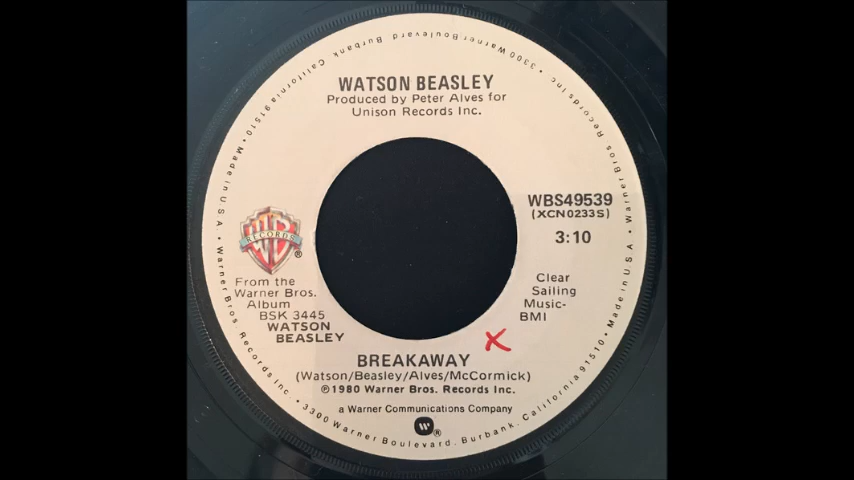 WATSON BEASLEY
Produced by Peter Alves for
Unison Records Inc.
WBS49539
(XCN0233S)
3:10
WB
RECORDS
®
From the
Warner Bros.
Album
BSK 3445
WATSON
BEASLEY
Clear
Sailing
Music-
BMI
X
BREAKAWAY
(Watson/Beasley/Alves/McCormick)
℗1980 Warner Bros. Records Inc.
a Warner Communications Company
®
Warner Bros. Records Inc. • 3300 Warner Boulevard, Burbank, California 91510 • Made in U.S.A. •
Warner Bros. Records Inc. • 3300 Warner Boulevard, Burbank, California 91510 • Made in U.S.A. •